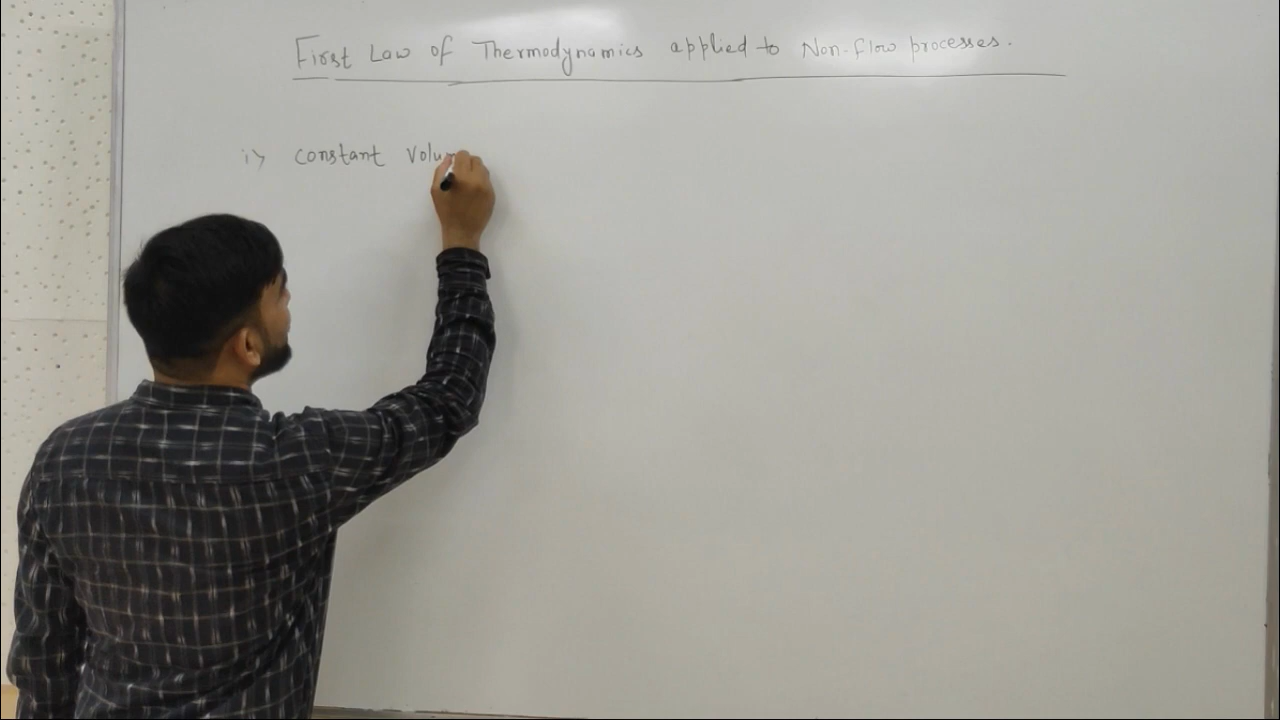 First Law of Thermodynamics applied to Non-flow processes.
i> constant Volu